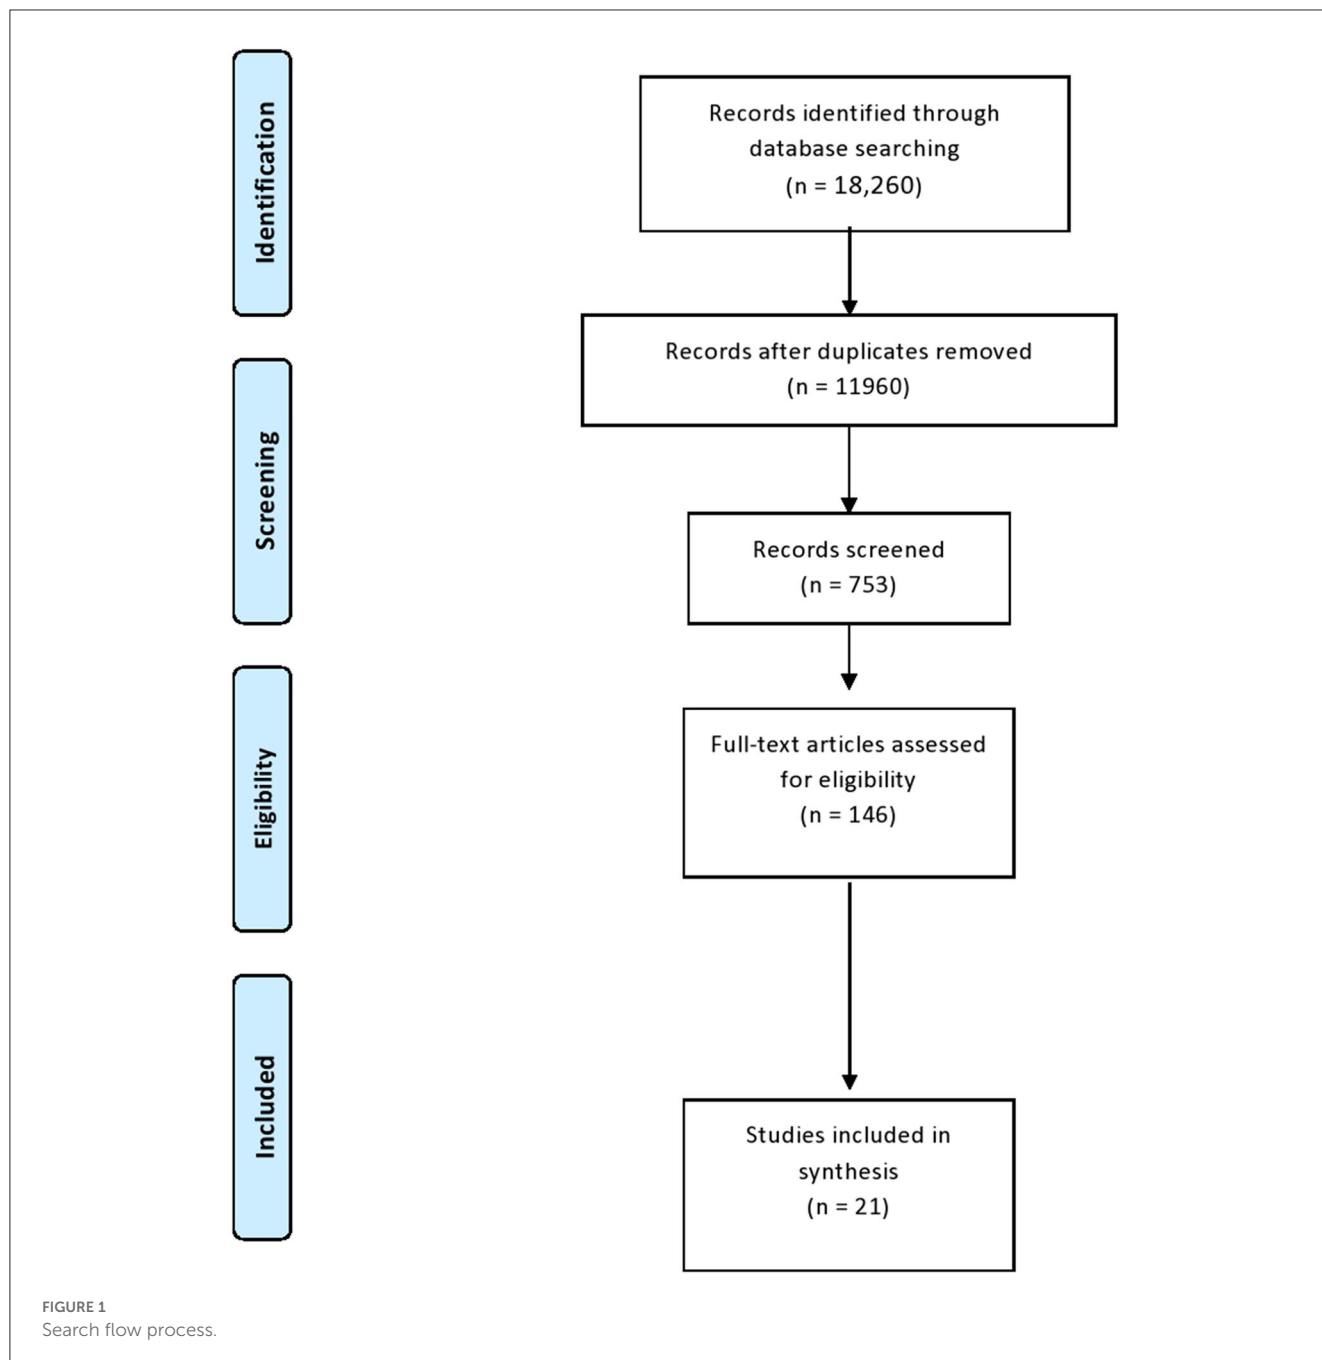 Identification
Records identified through
database searching
(n = 18,260)
Records after duplicates removed
(n = 11960)
Screening
Records screened
(n = 753)
Eligibility
Full-text articles assessed
for eligibility
(n = 146)
Included
Studies included in
synthesis
(n = 21)
FIGURE 1
Search flow process.